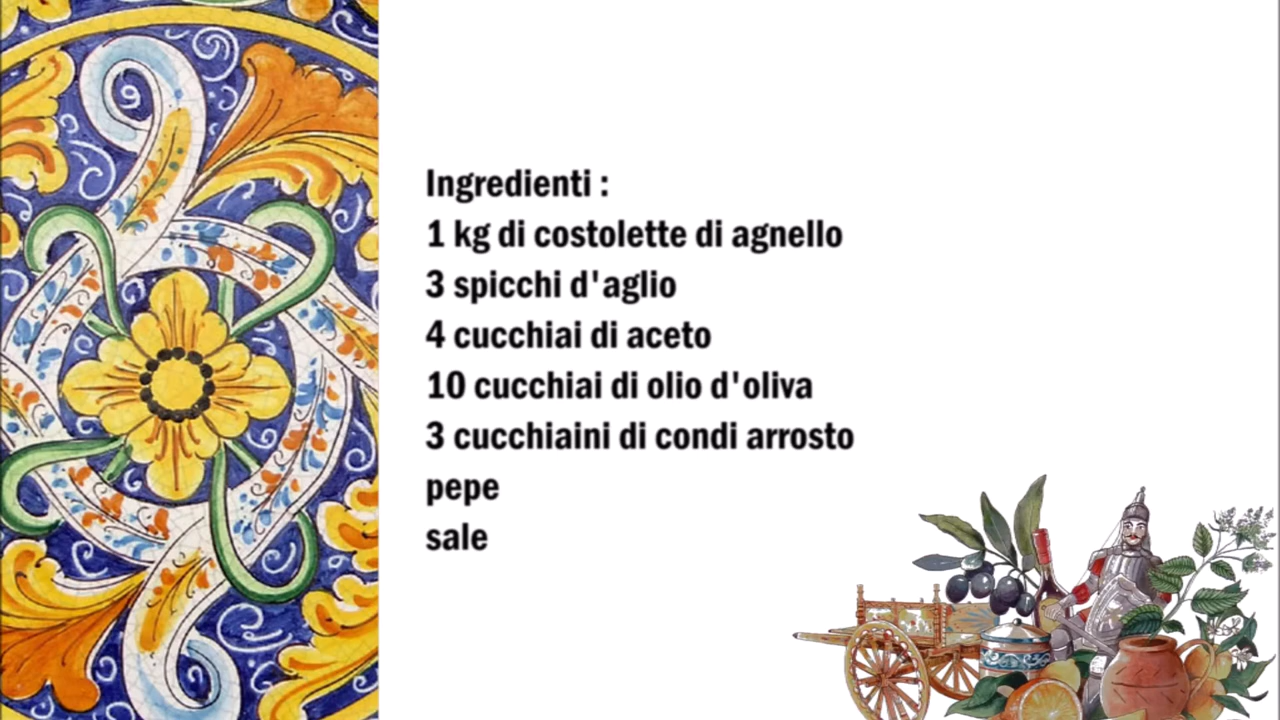 Ingredienti :
1 kg di costolette di agnello
3 spicchi d'aglio
4 cucchiai di aceto
10 cucchiai di olio d'oliva
3 cucchiaini di condi arrosto
pepe
sale